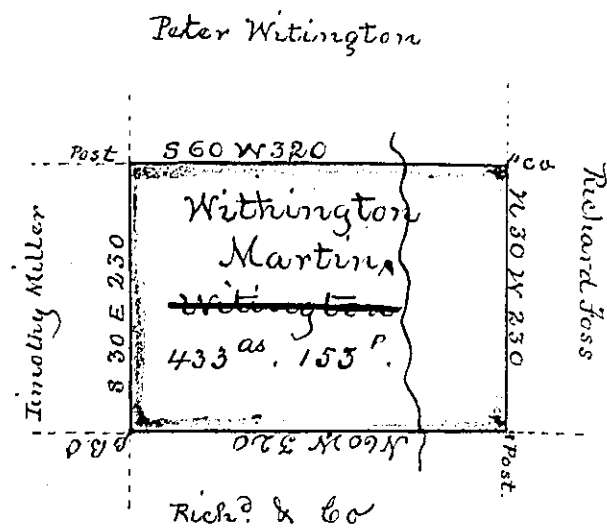 Peter Witington
Post
S 60 W 320
"CO
Timothy Miller
S 30 E 230
Withington
Martin,
Witington
433 as. 153 P.
N 30 W 230
Richard Foss
N 60 W 320
"Post.
Richd. & Co